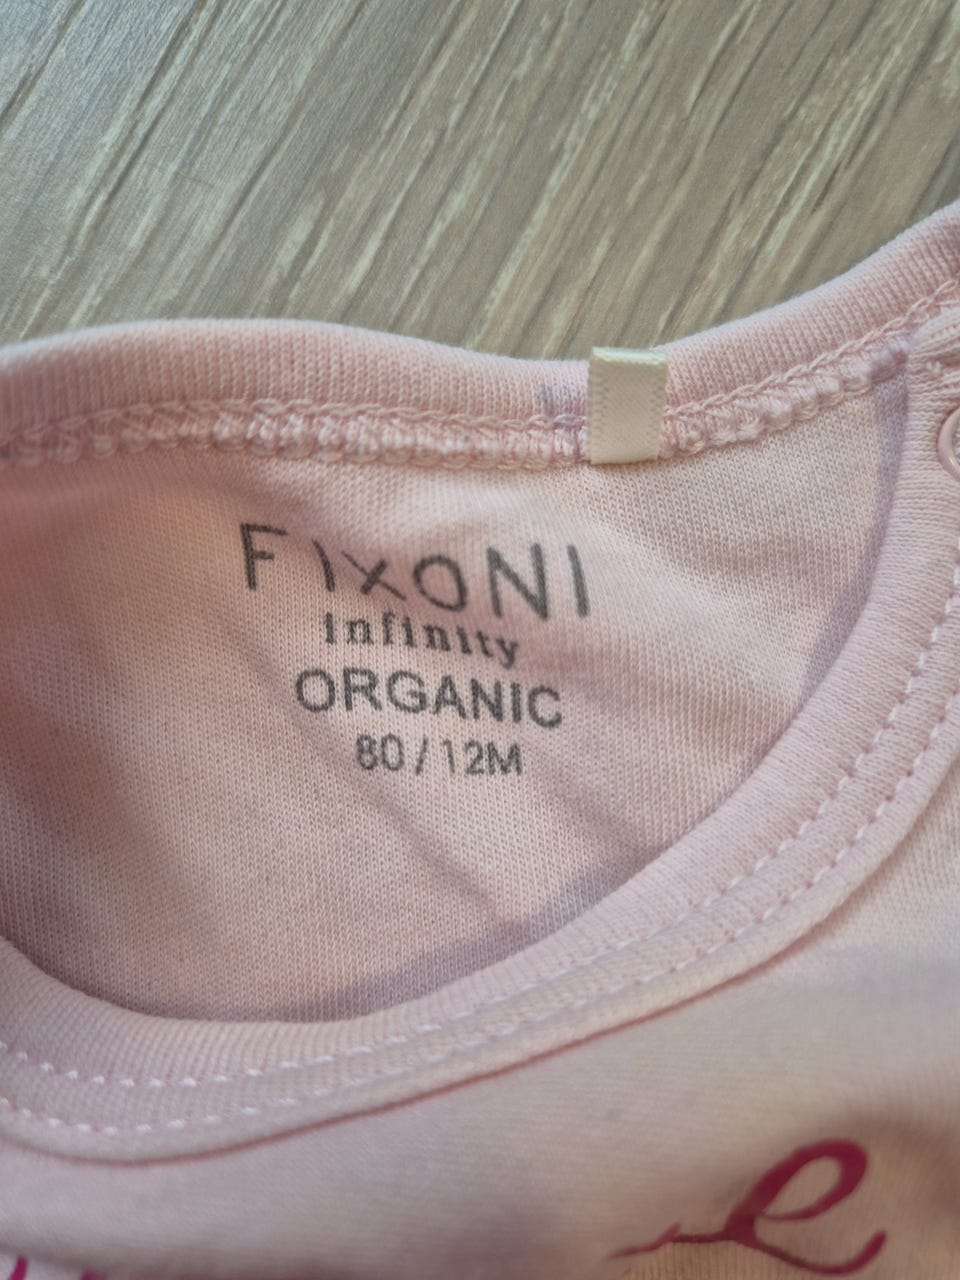 FIXONI
infinity
ORGANIC
80 / 12M
e